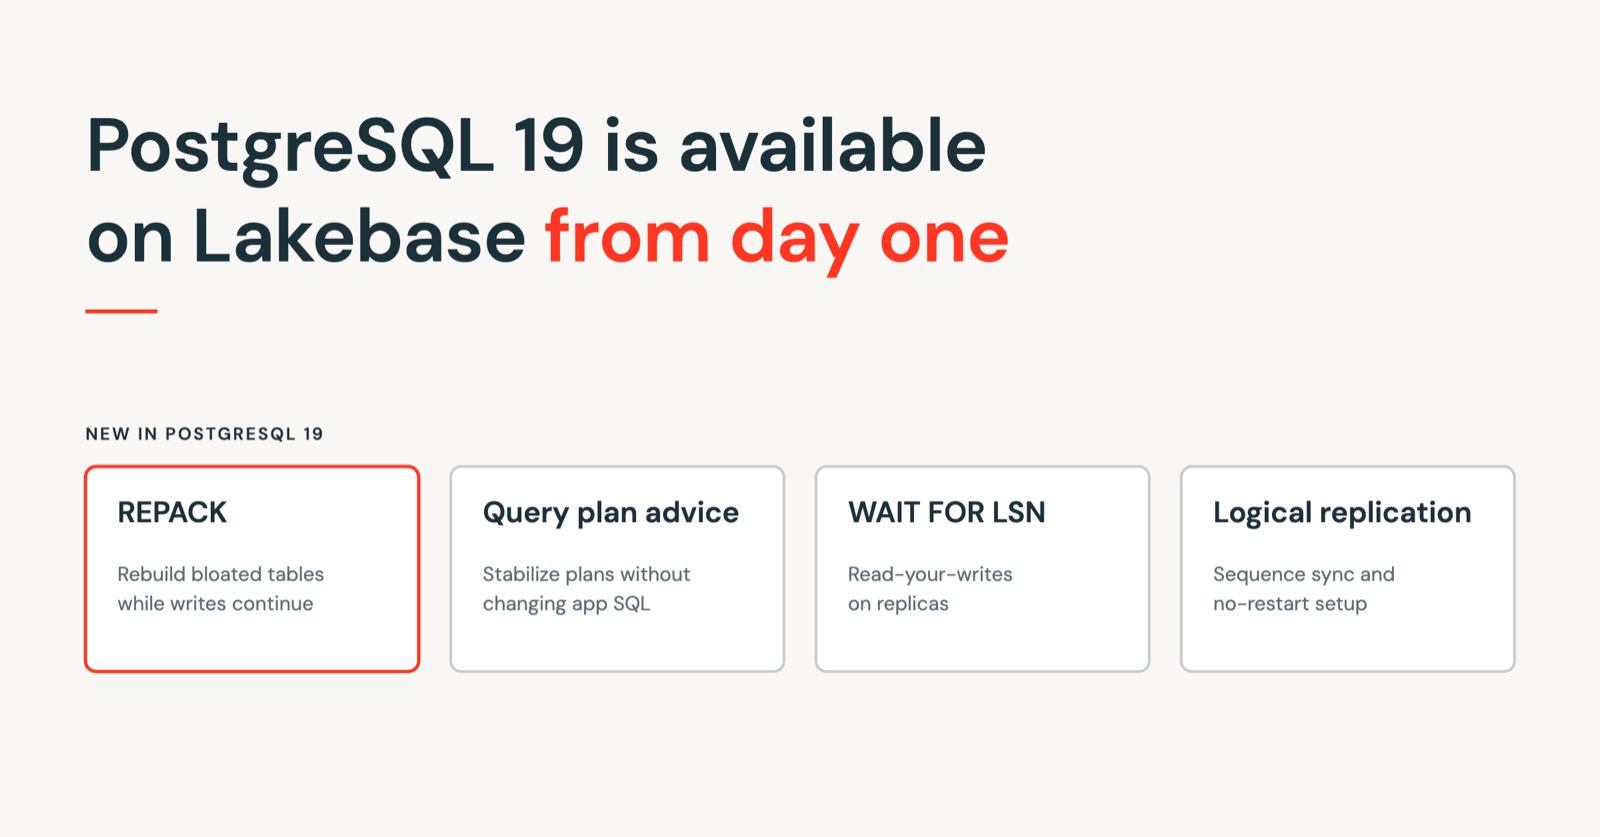 PostgreSQL 19 is available
on Lakebase from day one
NEW IN POSTGRESQL 19
REPACK
Rebuild bloated tables
while writes continue
Query plan advice
Stabilize plans without
changing app SQL
WAIT FOR LSN
Read-your-writes
on replicas
Logical replication
Sequence sync and
no-restart setup